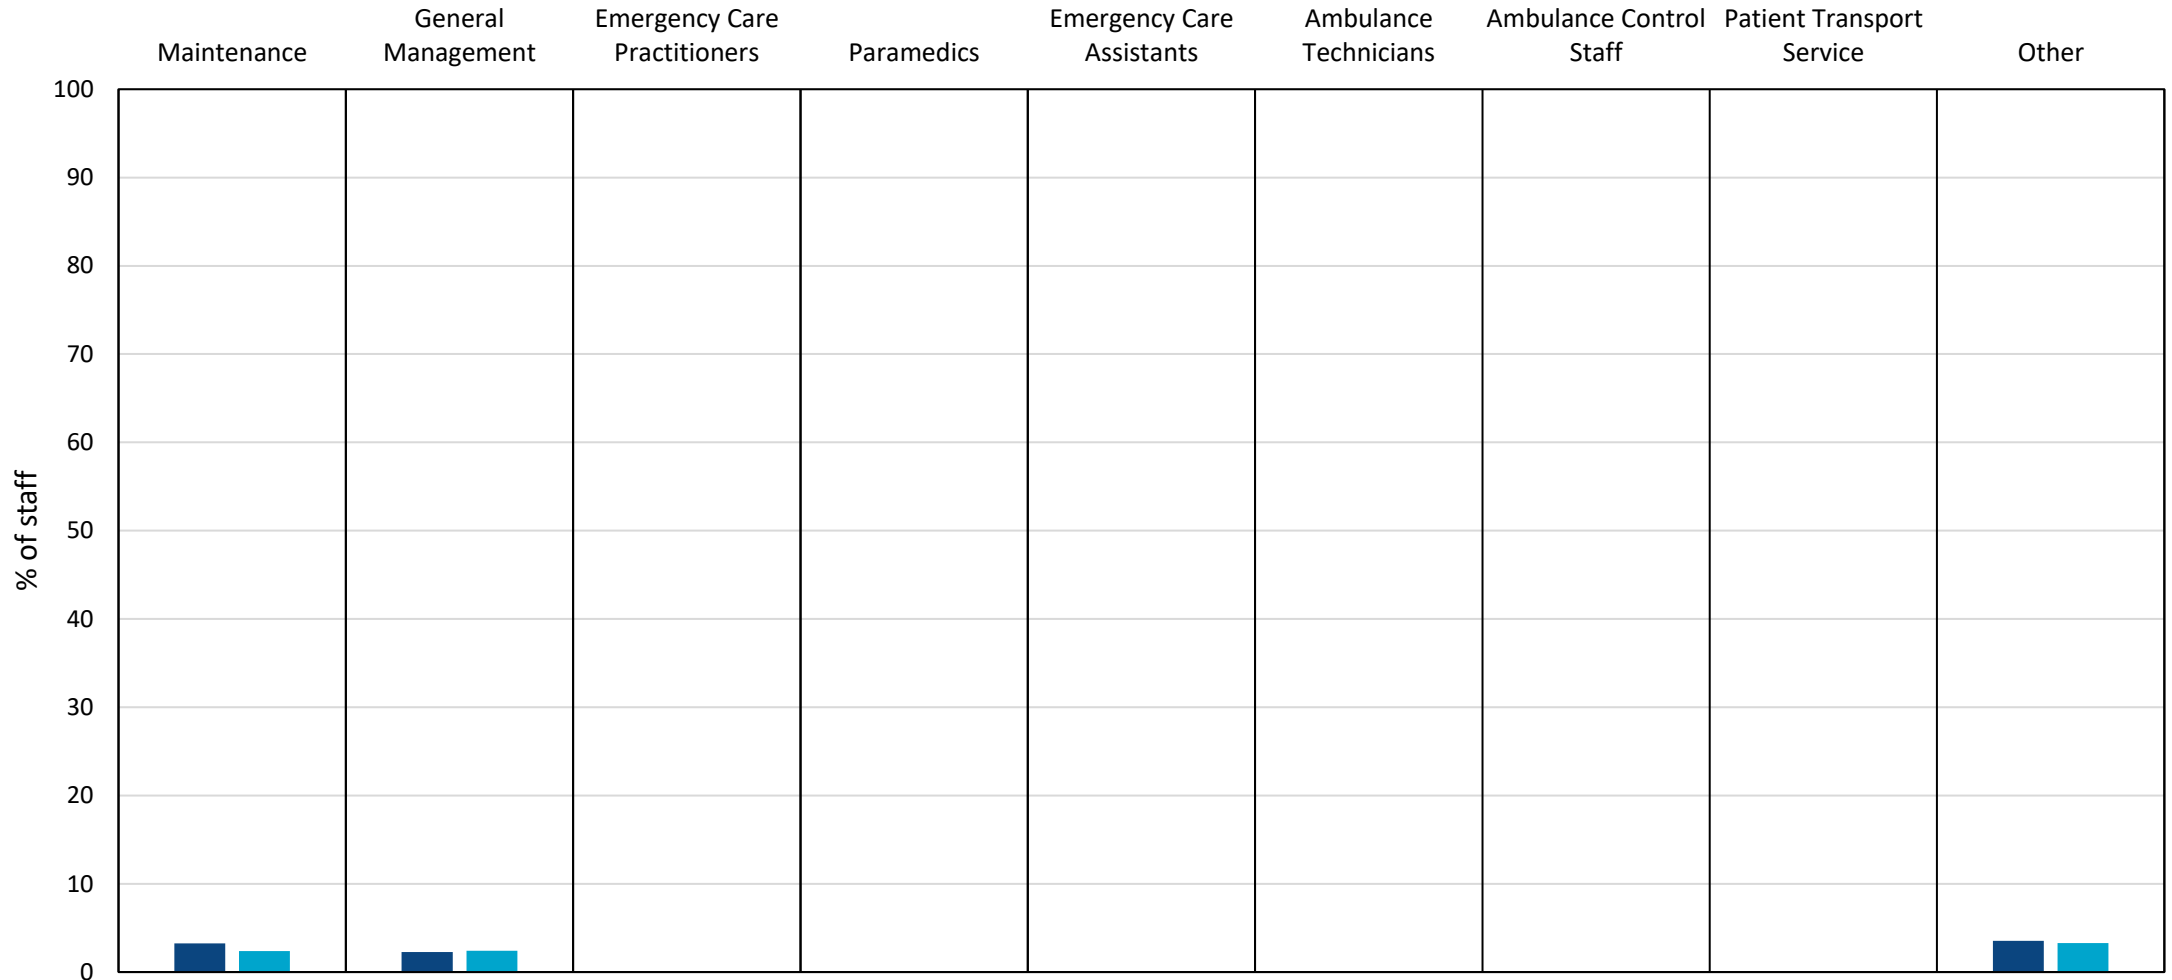 Maintenance
General
Management
Emergency Care
Practitioners
Paramedics
Emergency Care
Assistants
Ambulance
Technicians
Ambulance Control
Staff
Patient Transport
Service
Other
% of staff
100
90
80
70
60
50
40
30
20
10
0